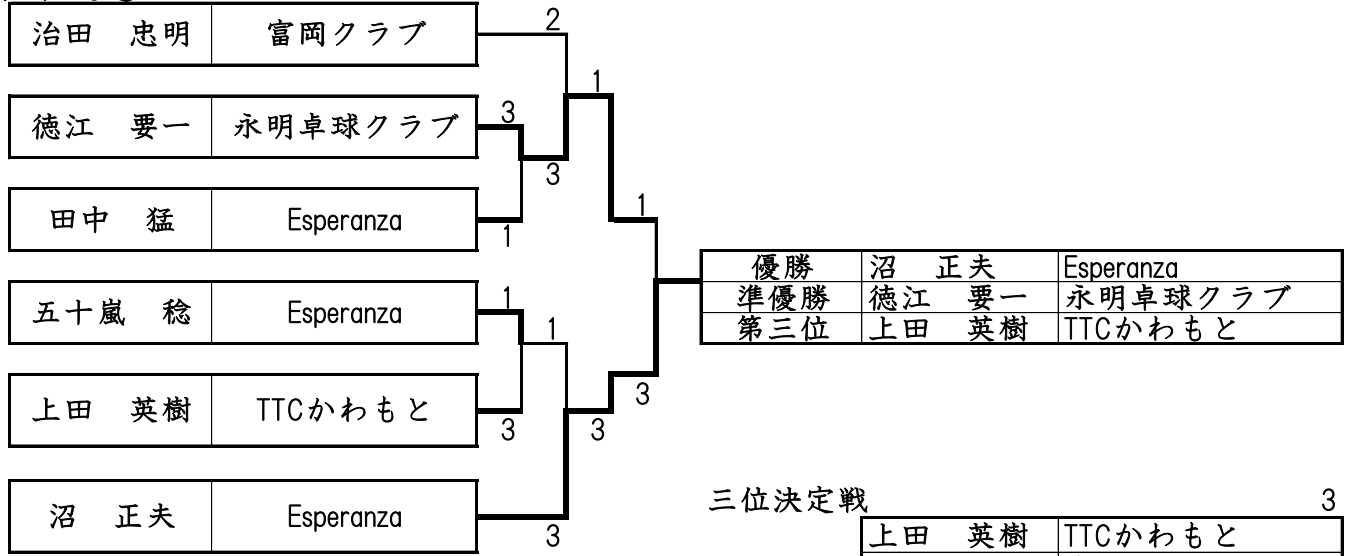 2
治田 忠明 富岡クラブ
1
3
徳江 要一 永明卓球クラブ
3
1
田中 猛 Esperanza
1
優勝 沼 正夫 Esperanza
準優勝 徳江 要一 永明卓球クラブ
第三位 上田 英樹 TTCかわもと
1
五十嵐 稔 Esperanza
1
3
上田 英樹 TTCかわもと
3
3
三位決定戦 3
沼 正夫 Esperanza
3
上田 英樹 TTCかわもと